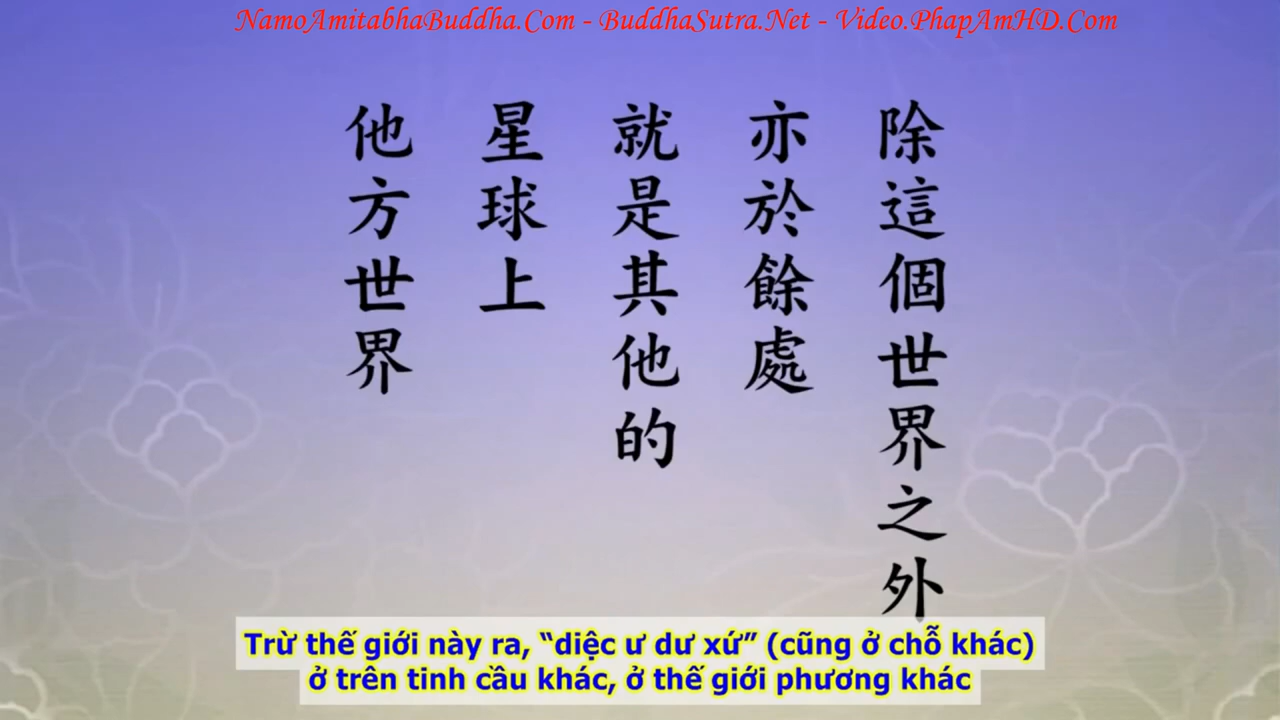 NamoAmitabhaBuddha.Com - BuddhaSutra.Net - Video.PhapAmHD.Com
除這個世界之外
亦於餘處
就是其他的
星球上
他方世界
Trừ thế giới này ra, “diệc ư dư xứ” (cũng ở chỗ khác)
ở trên tinh cầu khác, ở thế giới phương khác